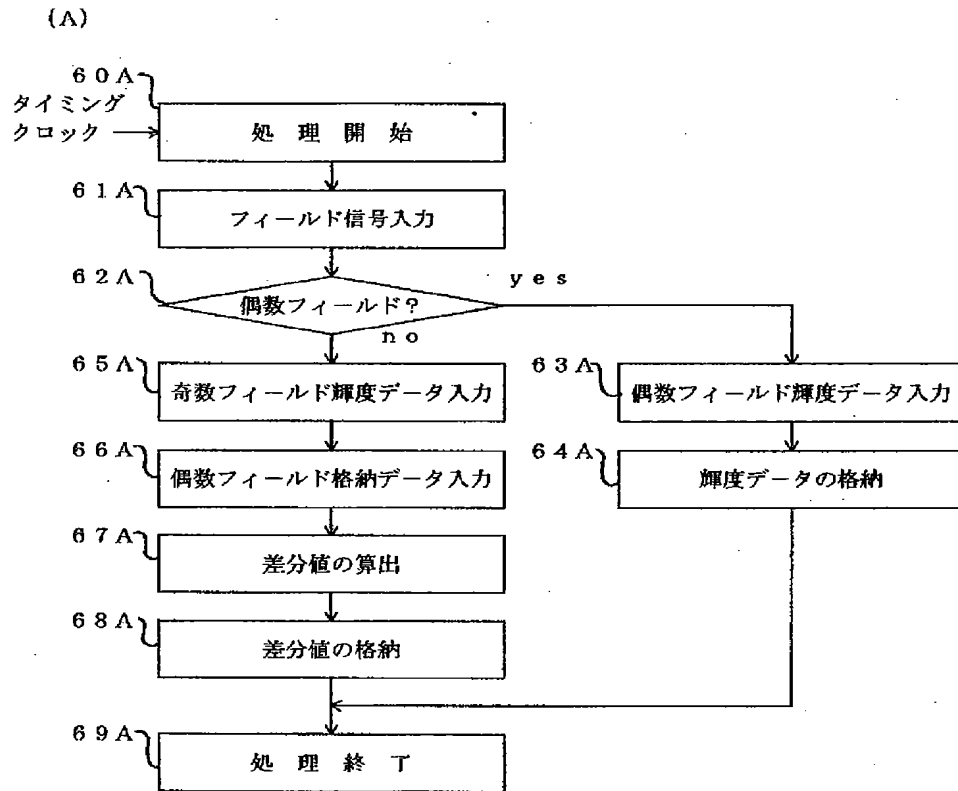 (A)
60A
タイミング
クロック
処理開始
61A
フィールド信号入力
62A
偶数フィールド?
yes
no
65A
奇数フィールド輝度データ入力
63A
偶数フィールド輝度データ入力
66A
偶数フィールド格納データ入力
64A
輝度データの格納
67A
差分値の算出
68A
差分値の格納
69A
処理終了